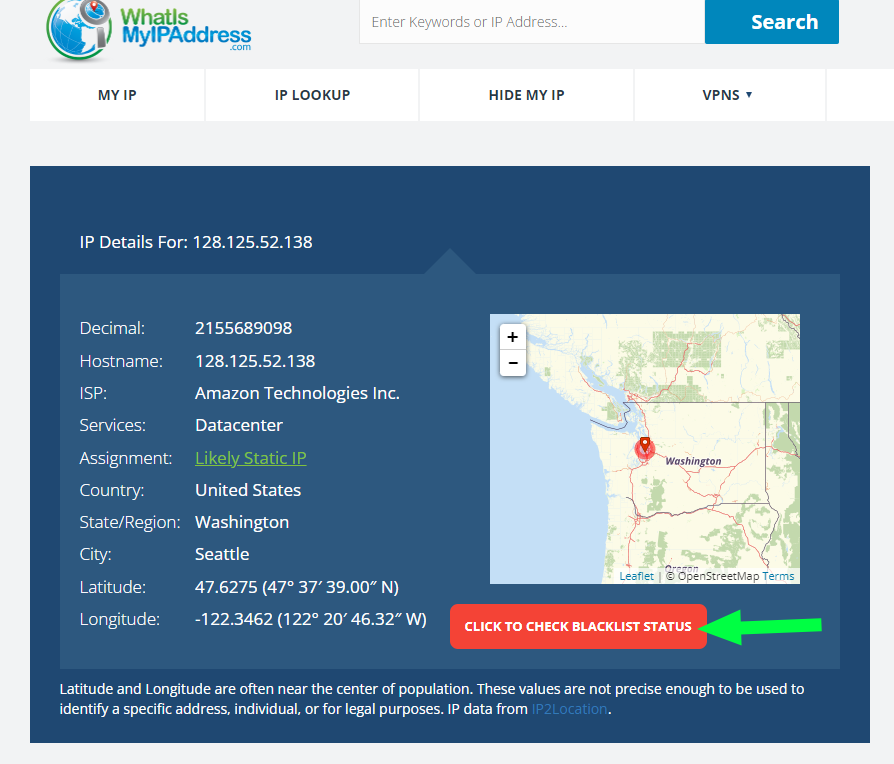 WhatIs
MyIPAddress
.com
Enter Keywords or IP Address...
Search
MY IP
IP LOOKUP
HIDE MY IP
VPNS ▼
IP Details For: 128.125.52.138
Decimal: 2155689098
Hostname: 128.125.52.138
ISP: Amazon Technologies Inc.
Services: Datacenter
Assignment: Likely Static IP
Country: United States
State/Region: Washington
City: Seattle
Latitude: 47.6275 (47° 37′ 39.00″ N)
Longitude: -122.3462 (122° 20′ 46.32″ W)
+
−
Washington
Oregon
Leaflet | © OpenStreetMap Terms
CLICK TO CHECK BLACKLIST STATUS
Latitude and Longitude are often near the center of population. These values are not precise enough to be used to
identify a specific address, individual, or for legal purposes. IP data from IP2Location.